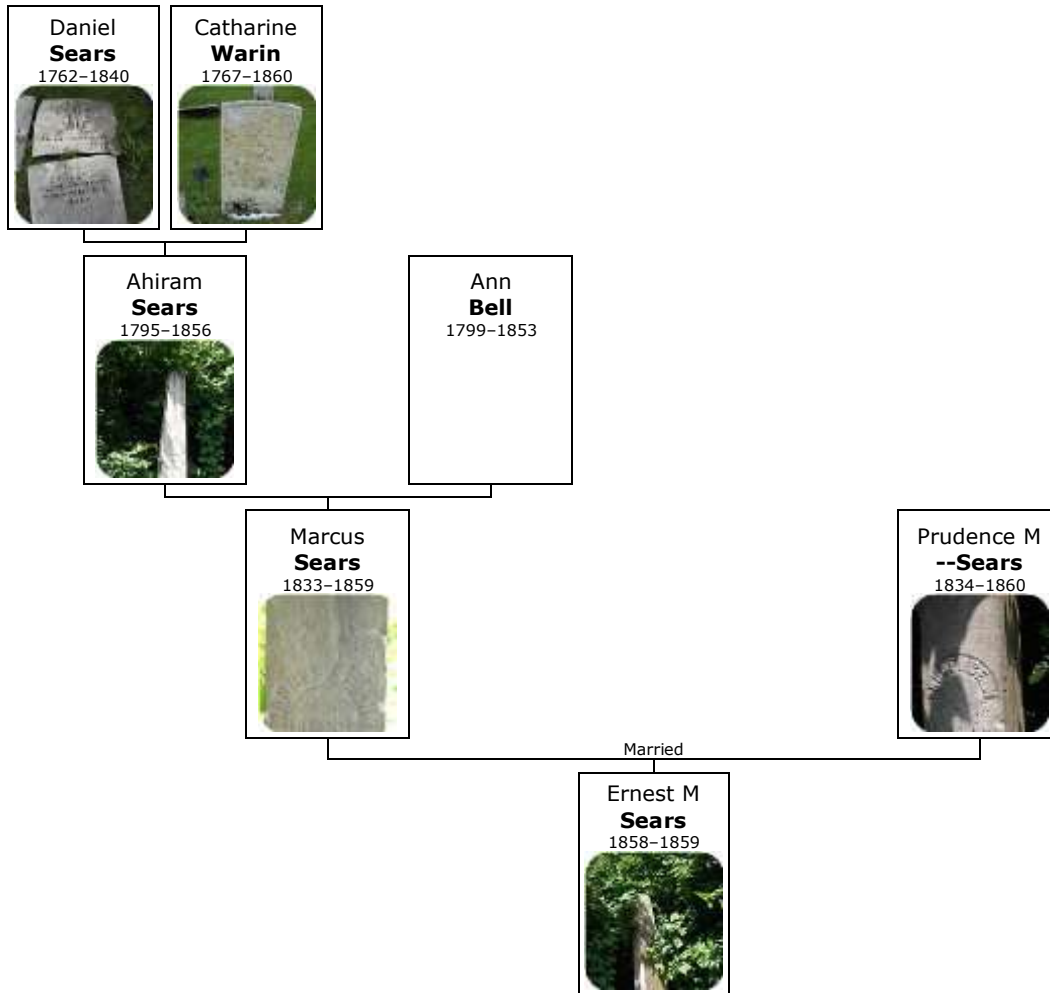 Daniel
Sears
1762–1840
Catharine
Warin
1767–1860
Ahiram
Sears
1795–1856
Ann
Bell
1799–1853
Marcus
Sears
1833–1859
Prudence M
--Sears
1834–1860
Married
Ernest M
Sears
1858–1859